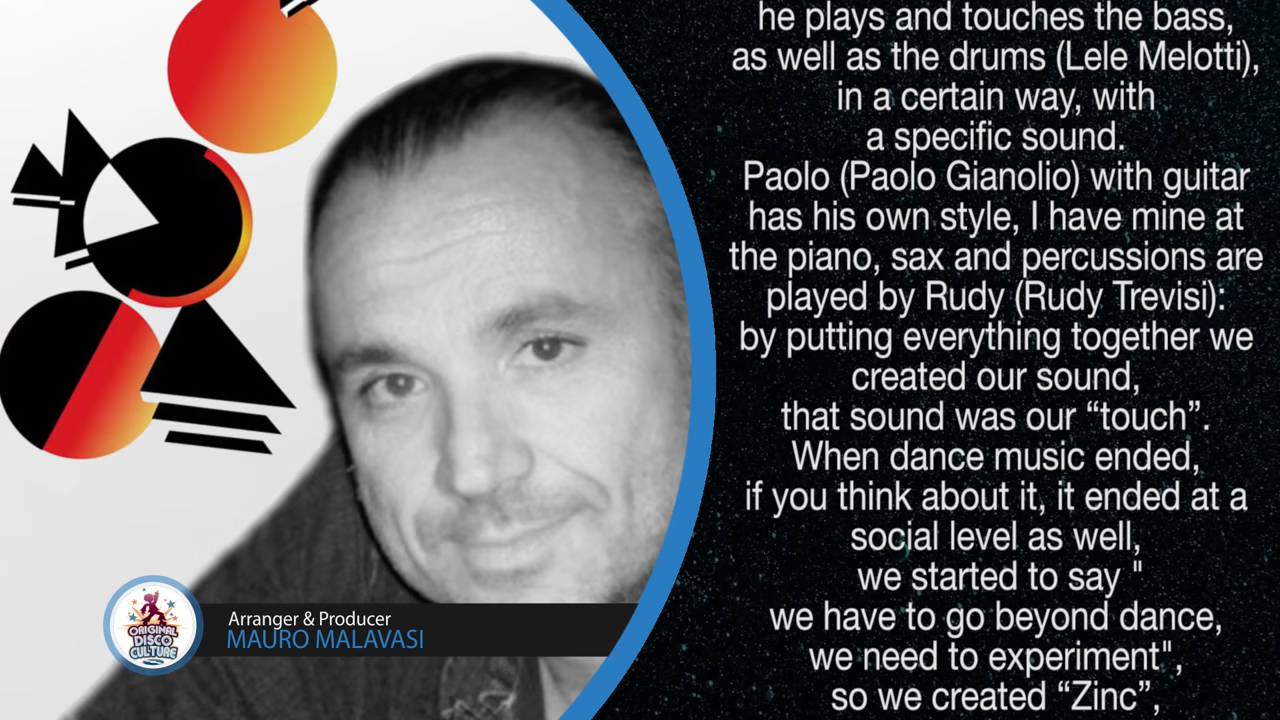 he plays and touches the bass,
as well as the drums (Lele Melotti),
in a certain way, with
a specific sound.
Paolo (Paolo Gianolio) with guitar
has his own style, I have mine at
the piano, sax and percussions are
played by Rudy (Rudy Trevisi):
by putting everything together we
created our sound,
that sound was our “touch”.
When dance music ended,
if you think about it, it ended at a
social level as well,
we started to say "
we have to go beyond dance,
we need to experiment",
so we created “Zinc”,
Arranger & Producer
MAURO MALAVASI
ORIGINAL
DISCO
CULTURE